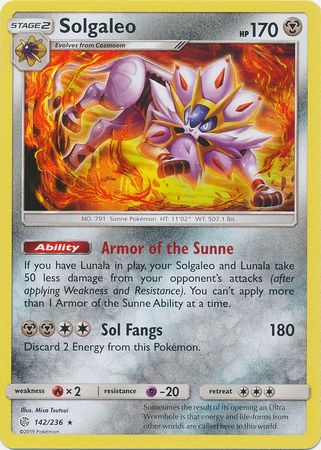 STAGE2 Solgaleo HP 170
Evolves from Cosmoem
NO. 791 Sunne Pokémon HT: 11'02" WT: 507.1 lbs.
Ability Armor of the Sunne
If you have Lunala in play, your Solgaleo and Lunala take
50 less damage from your opponent's attacks (after
applying Weakness and Resistance). You can't apply more
than 1 Armor of the Sunne Ability at a time.
Sol Fangs 180
Discard 2 Energy from this Pokémon.
weakness × 2 resistance -20 retreat
Illus. Misa Tsutsui
142/236 ★
©2019 Pokémon
Sometimes the result of its opening an Ultra
Wormhole is that energy and life-forms from
other worlds are called here to this world.